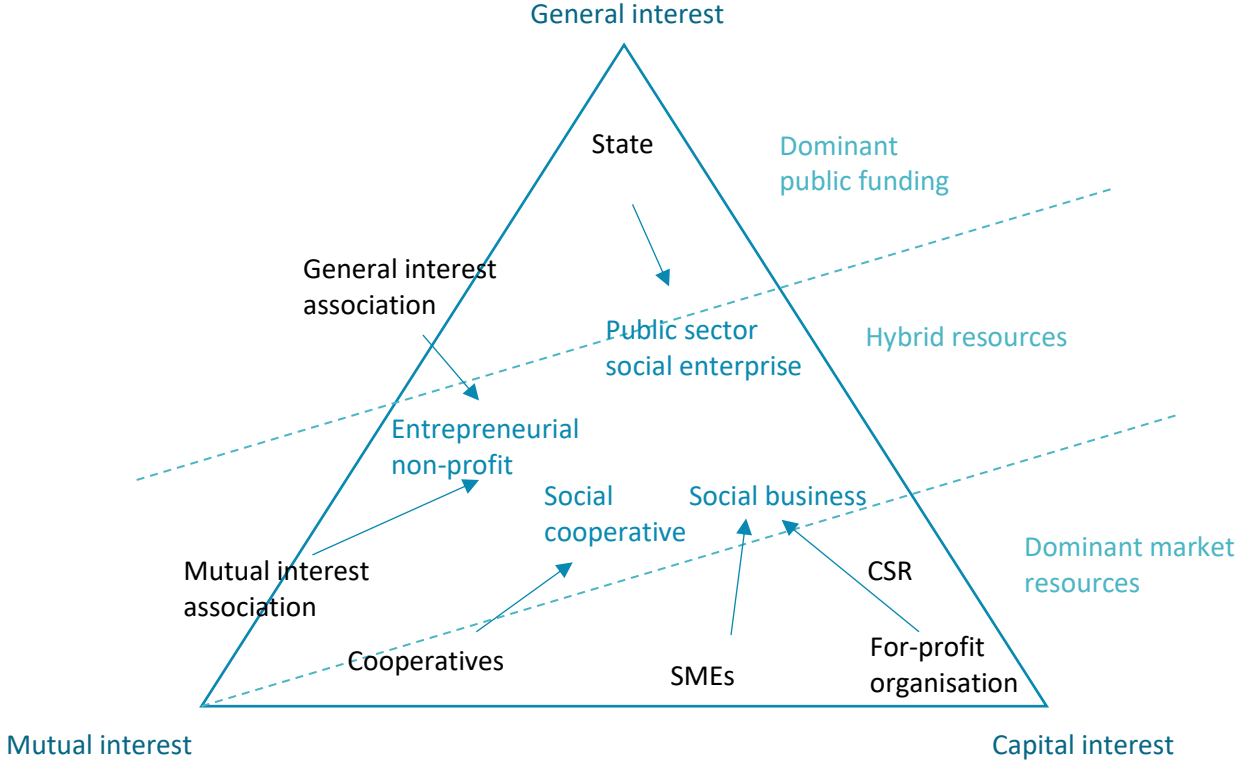 General interest
State
Dominant
public funding
General interest
association
Public sector
social enterprise
Hybrid resources
Entrepreneurial
non-profit
Social
cooperative
Social business
Dominant market
resources
Mutual interest
association
CSR
Cooperatives
SMEs
For-profit
organisation
Mutual interest
Capital interest